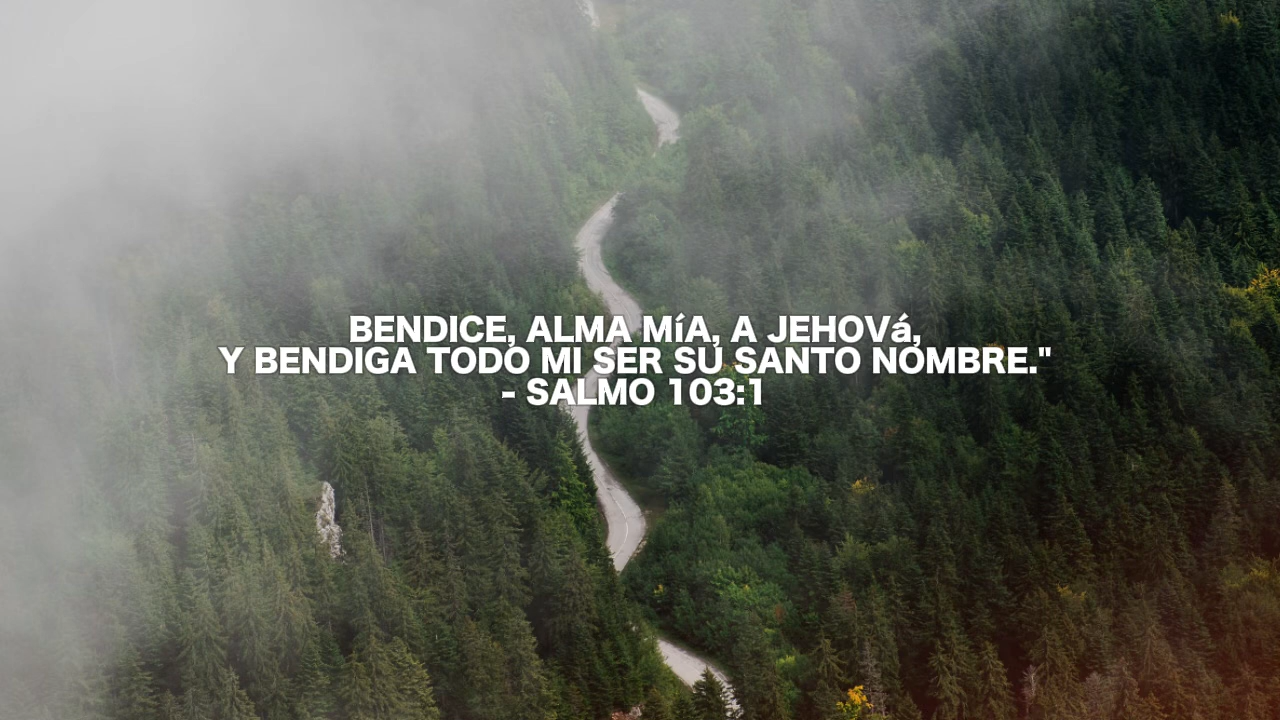 BENDICE, ALMA MíA, A JEHOVá,
Y BENDIGA TODO MI SER SU SANTO NOMBRE."
- SALMO 103:1